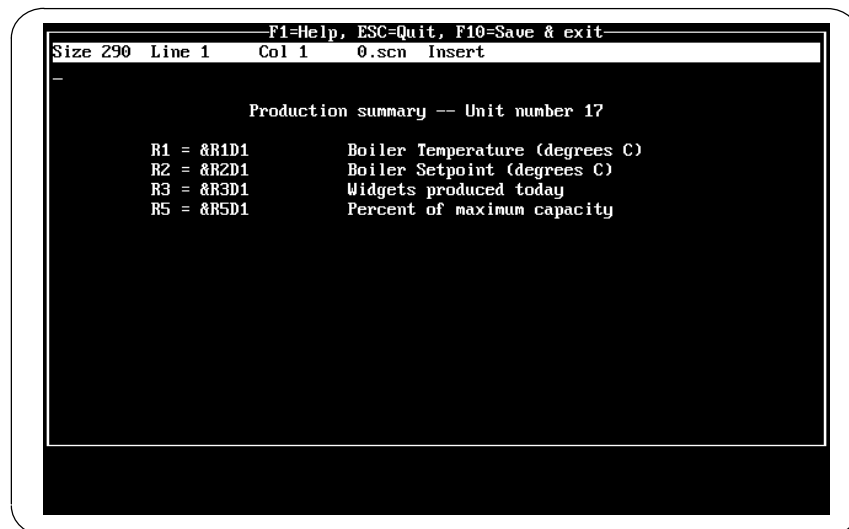 F1=Help, ESC=Quit, F10=Save & exit
Size 290 Line 1 Col 1 0.scn Insert
Production summary -- Unit number 17
R1 = &R1D1 Boiler Temperature (degrees C)
R2 = &R2D1 Boiler Setpoint (degrees C)
R3 = &R3D1 Widgets produced today
R5 = &R5D1 Percent of maximum capacity